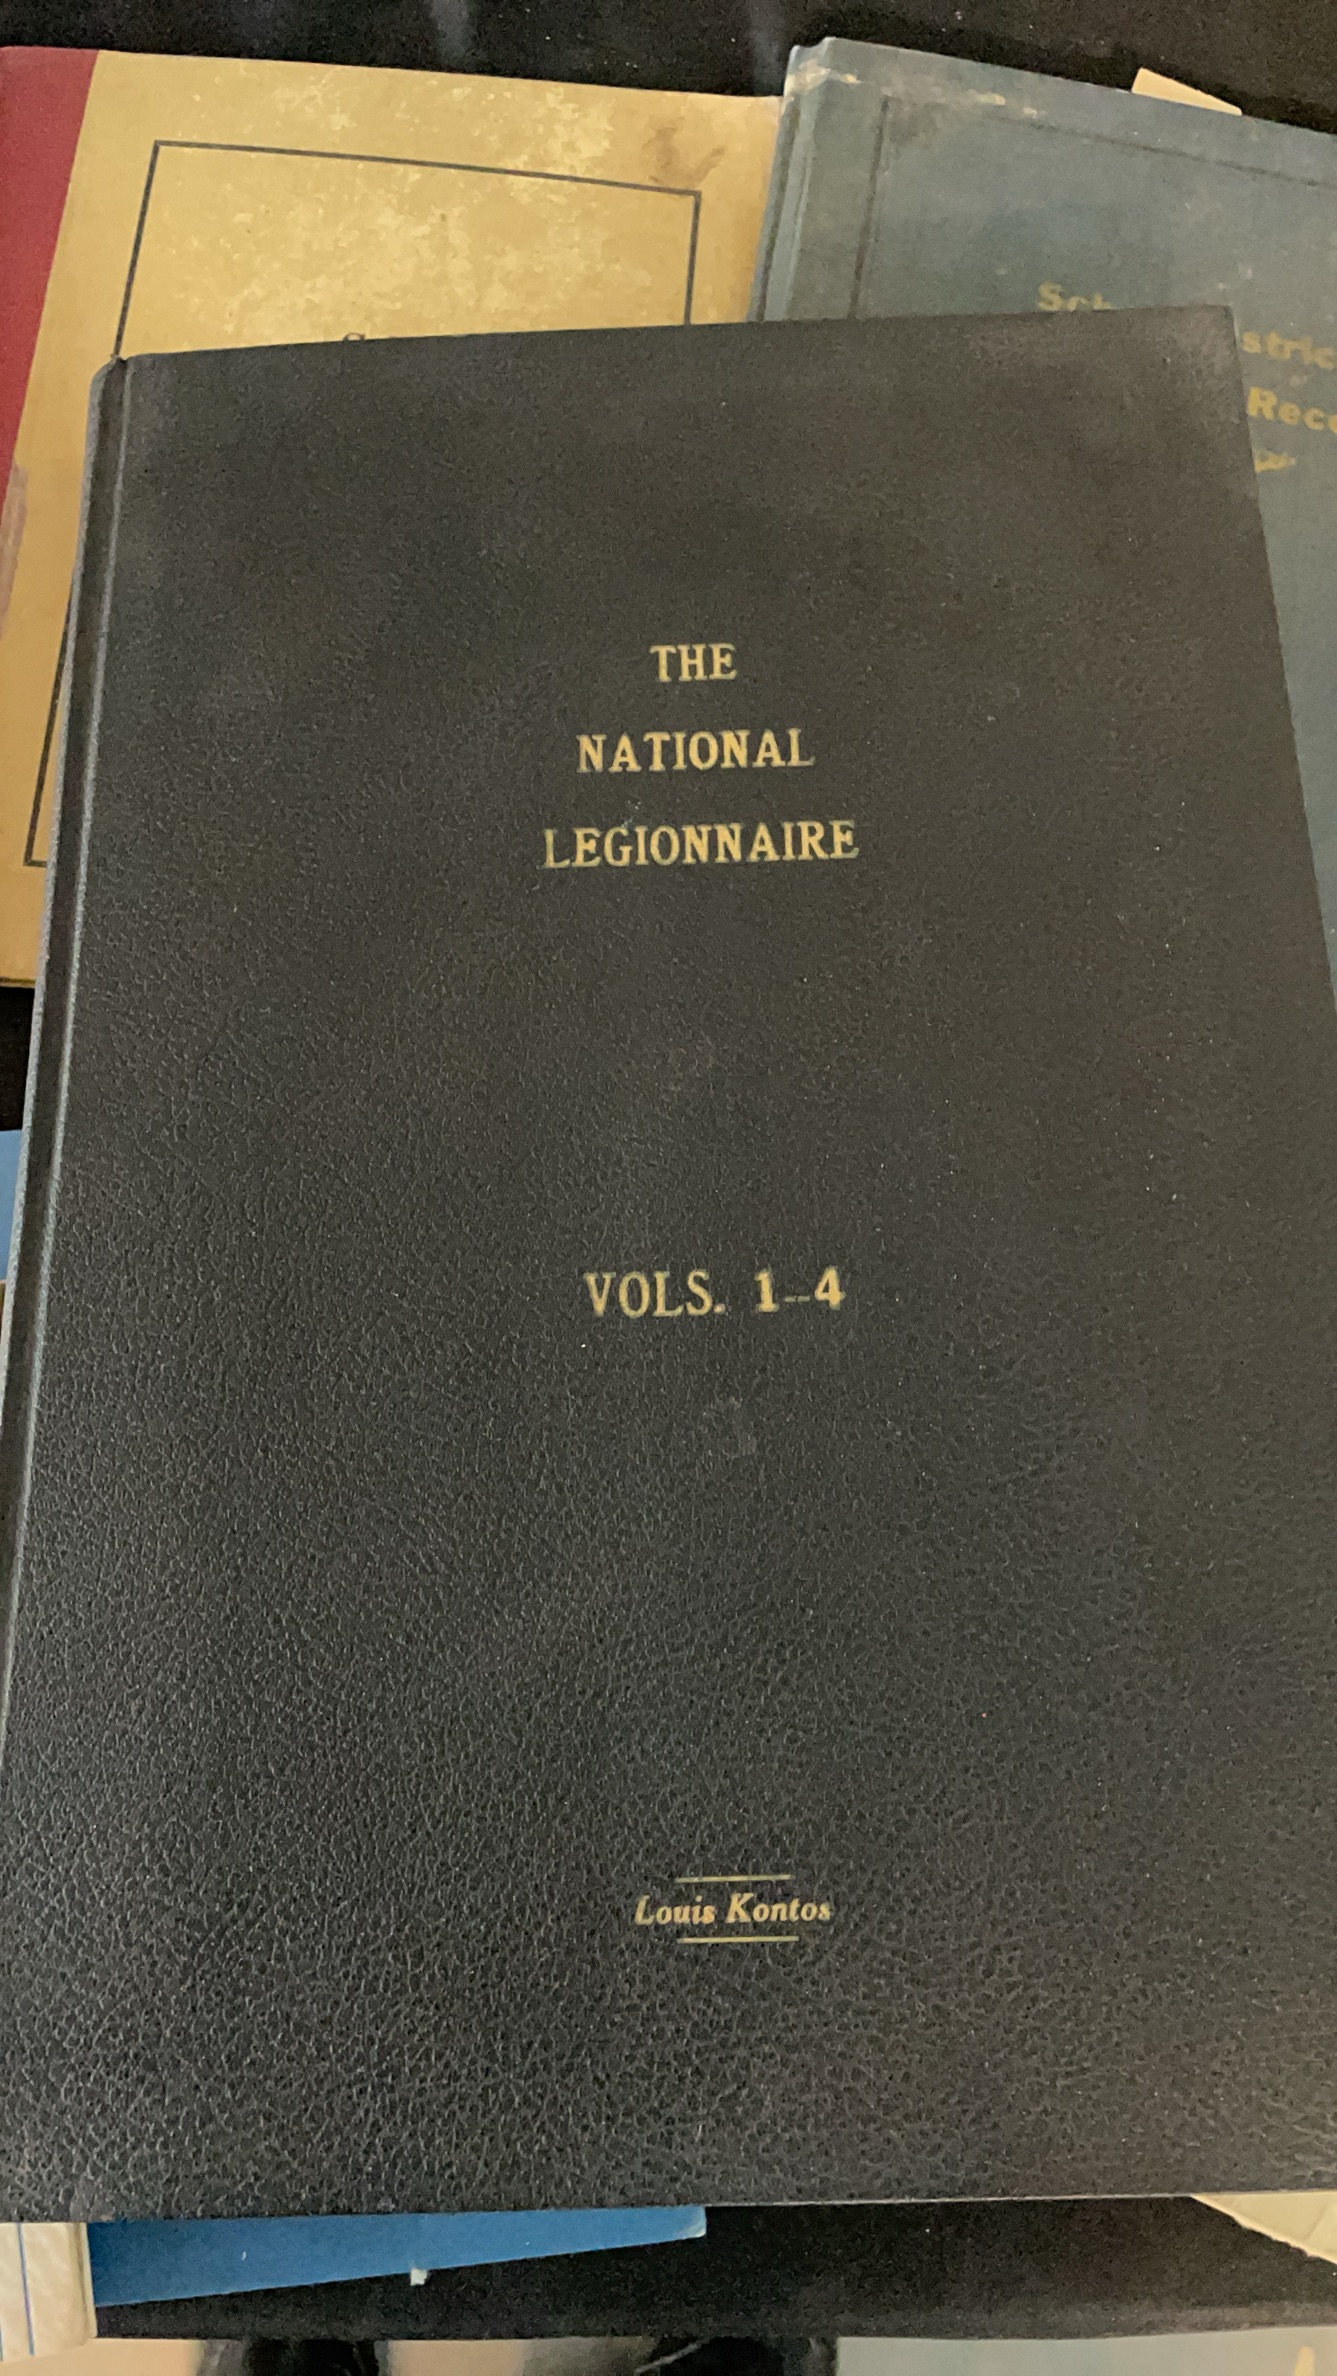 THE
NATIONAL
LEGIONNAIRE
VOLS. 1--4
Louis Kontos